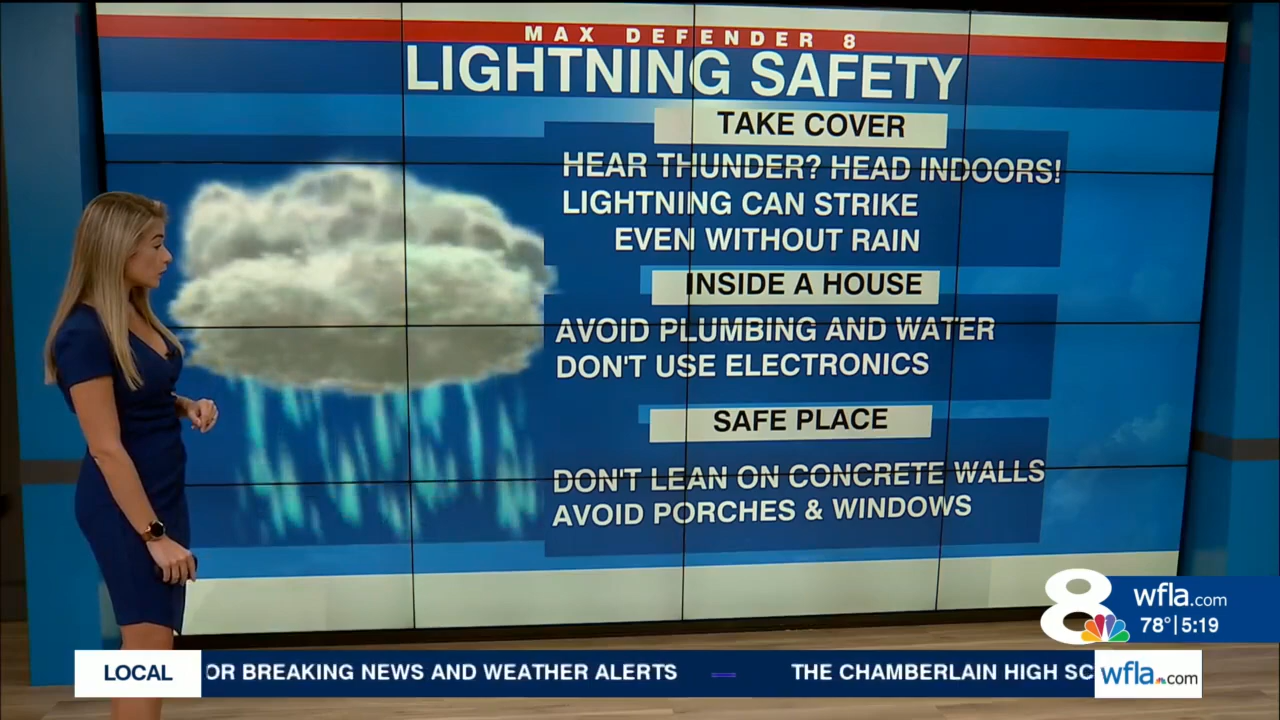 MAX DEFENDER 8
LIGHTNING SAFETY
TAKE COVER
HEAR THUNDER? HEAD INDOORS!
LIGHTNING CAN STRIKE
EVEN WITHOUT RAIN
INSIDE A HOUSE
AVOID PLUMBING AND WATER
DON'T USE ELECTRONICS
SAFE PLACE
DON'T LEAN ON CONCRETE WALLS
AVOID PORCHES & WINDOWS
8
wfla.com
78° | 5:19
LOCAL
OR BREAKING NEWS AND WEATHER ALERTS
THE CHAMBERLAIN HIGH SC
wfla.com